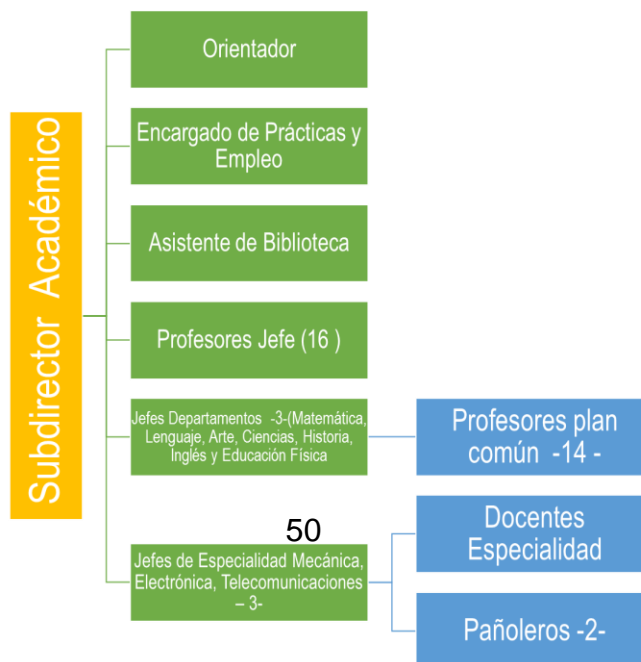 Subdirector Académico
Orientador
Encargado de Prácticas y
Empleo
Asistente de Biblioteca
Profesores Jefe (16 )
Jefes Departamentos -3-(Matemática,
Lenguaje, Arte, Ciencias, Historia,
Inglés y Educación Física
Profesores plan
común -14 -
50
Jefes de Especialidad Mecánica,
Electrónica, Telecomunicaciones
– 3-
Docentes
Especialidad
Pañoleros -2-